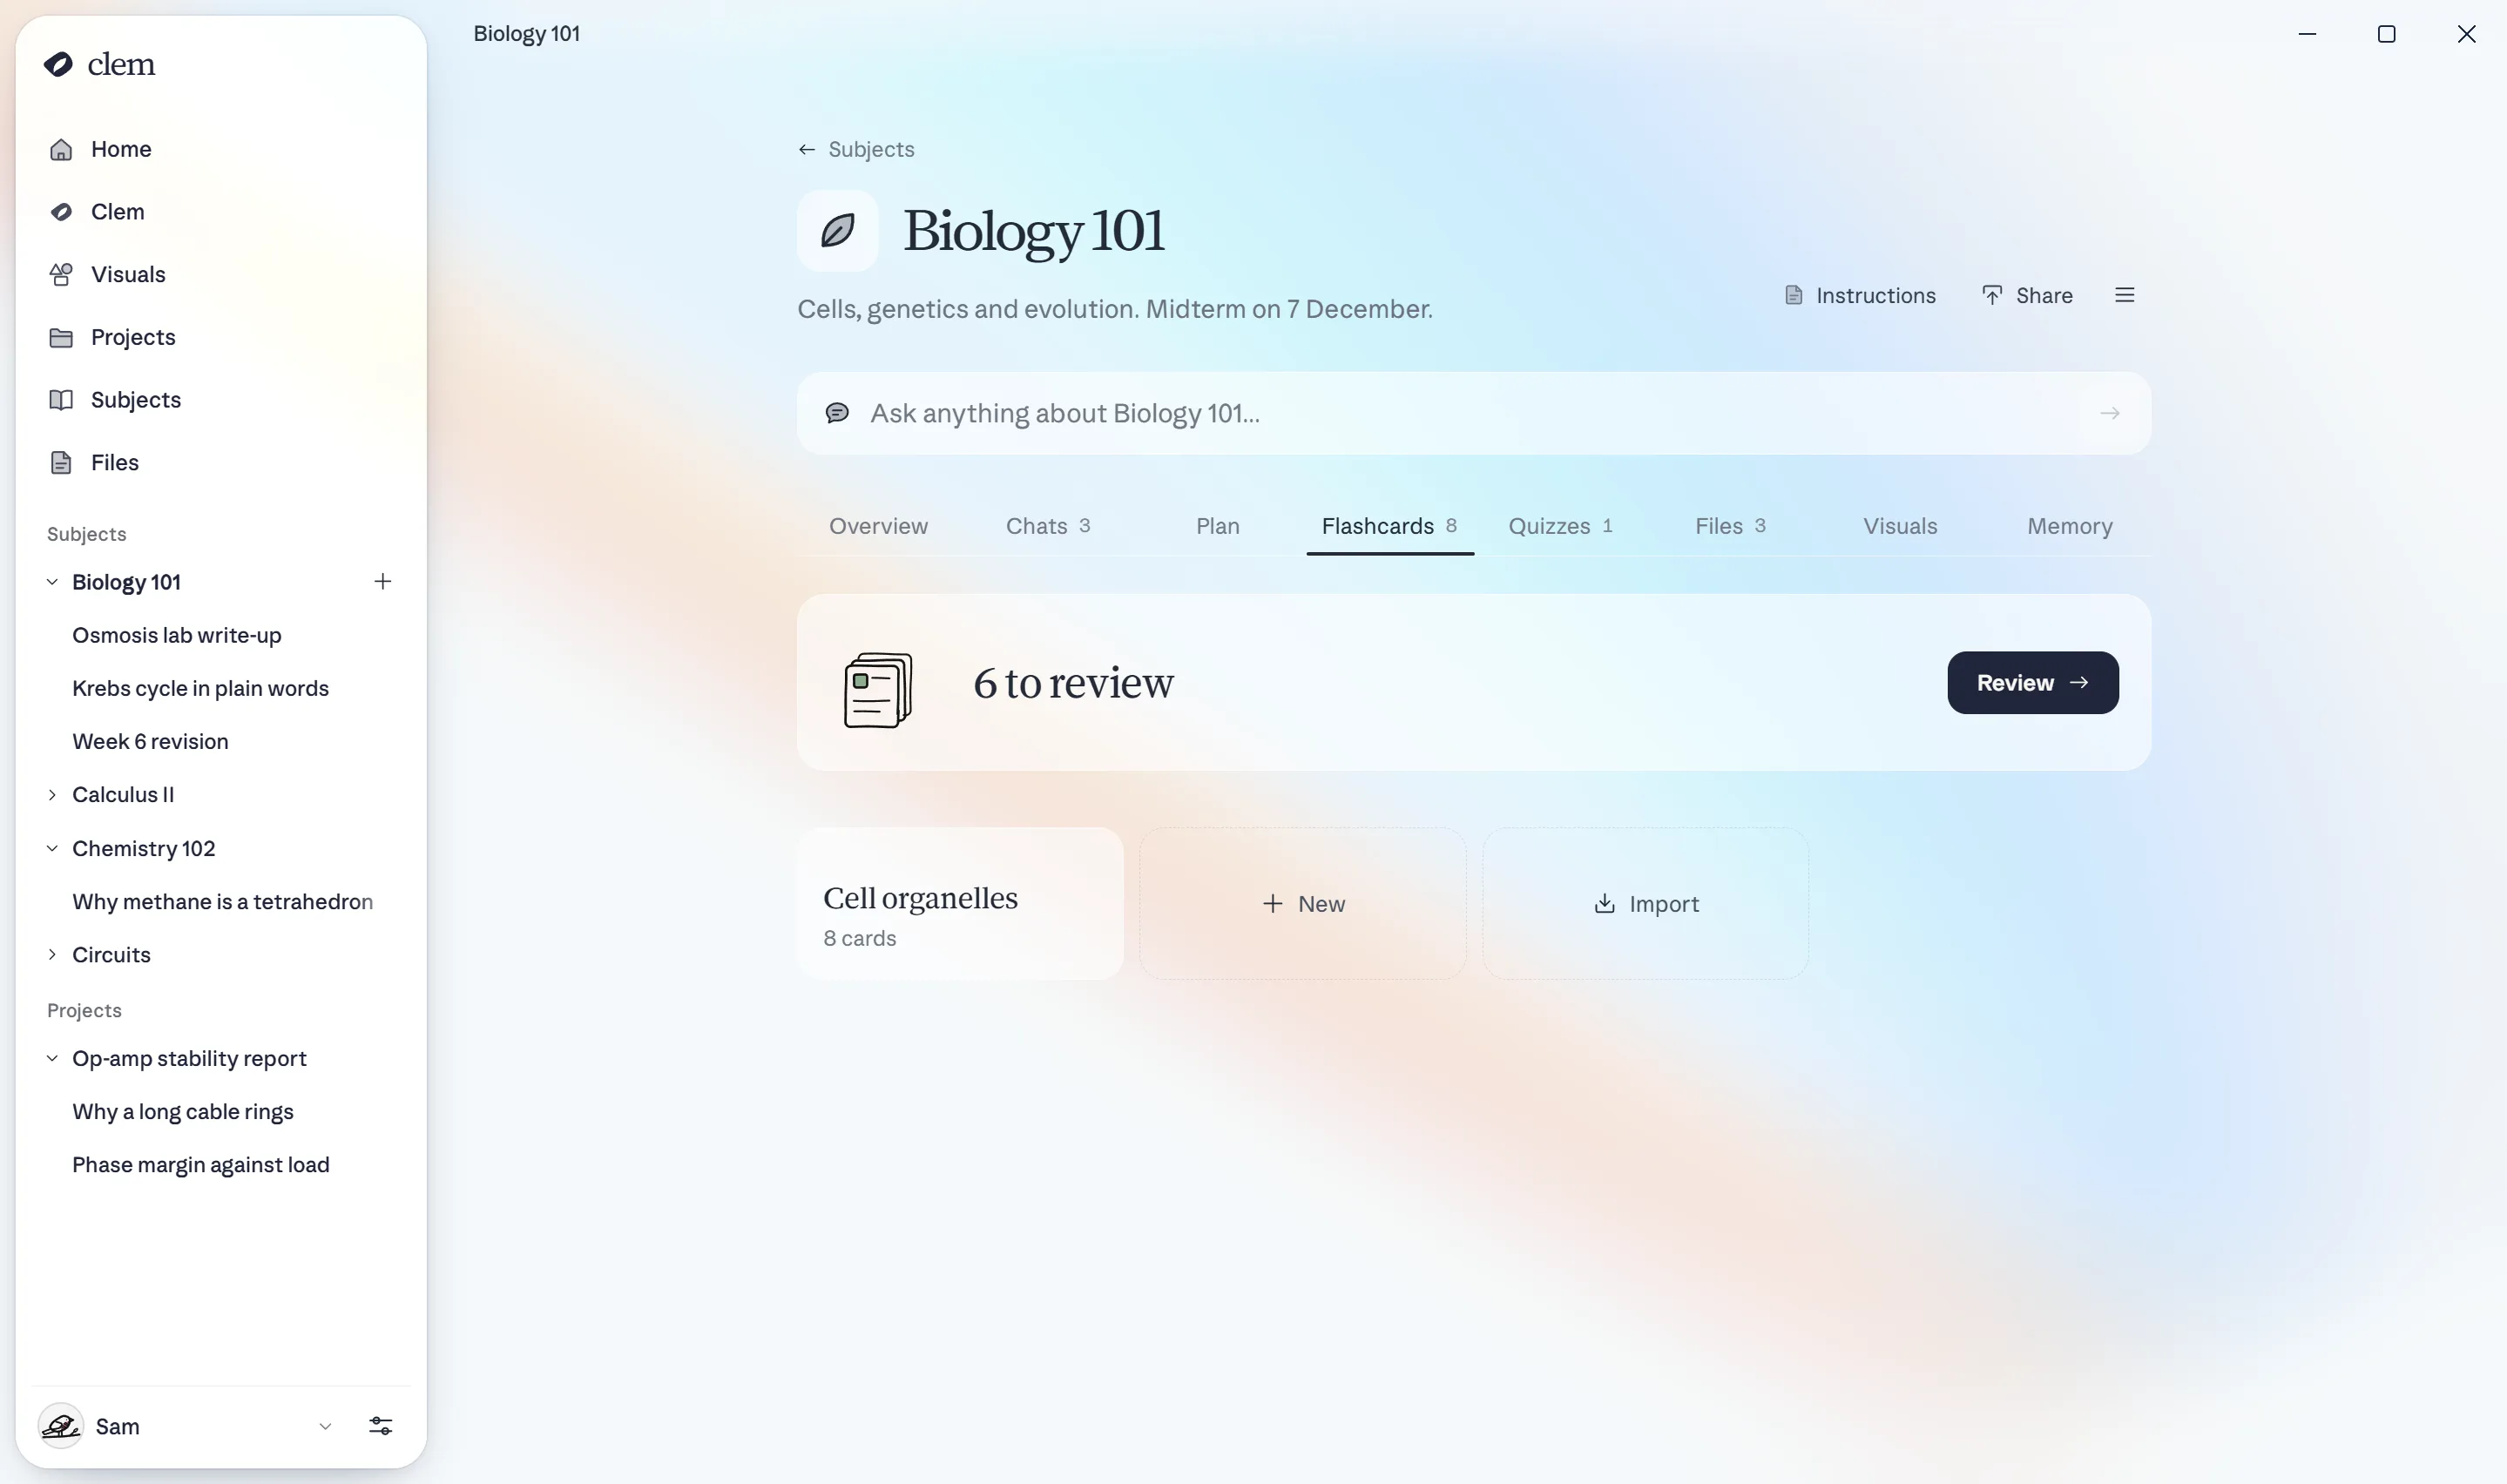 clem
Home
Clem
Visuals
Projects
Subjects
Files
Subjects
Biology 101
Osmosis lab write-up
Krebs cycle in plain words
Week 6 revision
Calculus II
Chemistry 102
Why methane is a tetrahedron
Circuits
Projects
Op-amp stability report
Why a long cable rings
Phase margin against load
Sam
Biology 101
Subjects
Biology 101
Cells, genetics and evolution. Midterm on 7 December.
Instructions
Share
Ask anything about Biology 101...
Overview
Chats 3
Plan
Flashcards 8
Quizzes 1
Files 3
Visuals
Memory
6 to review
Review
Cell organelles
8 cards
New
Import